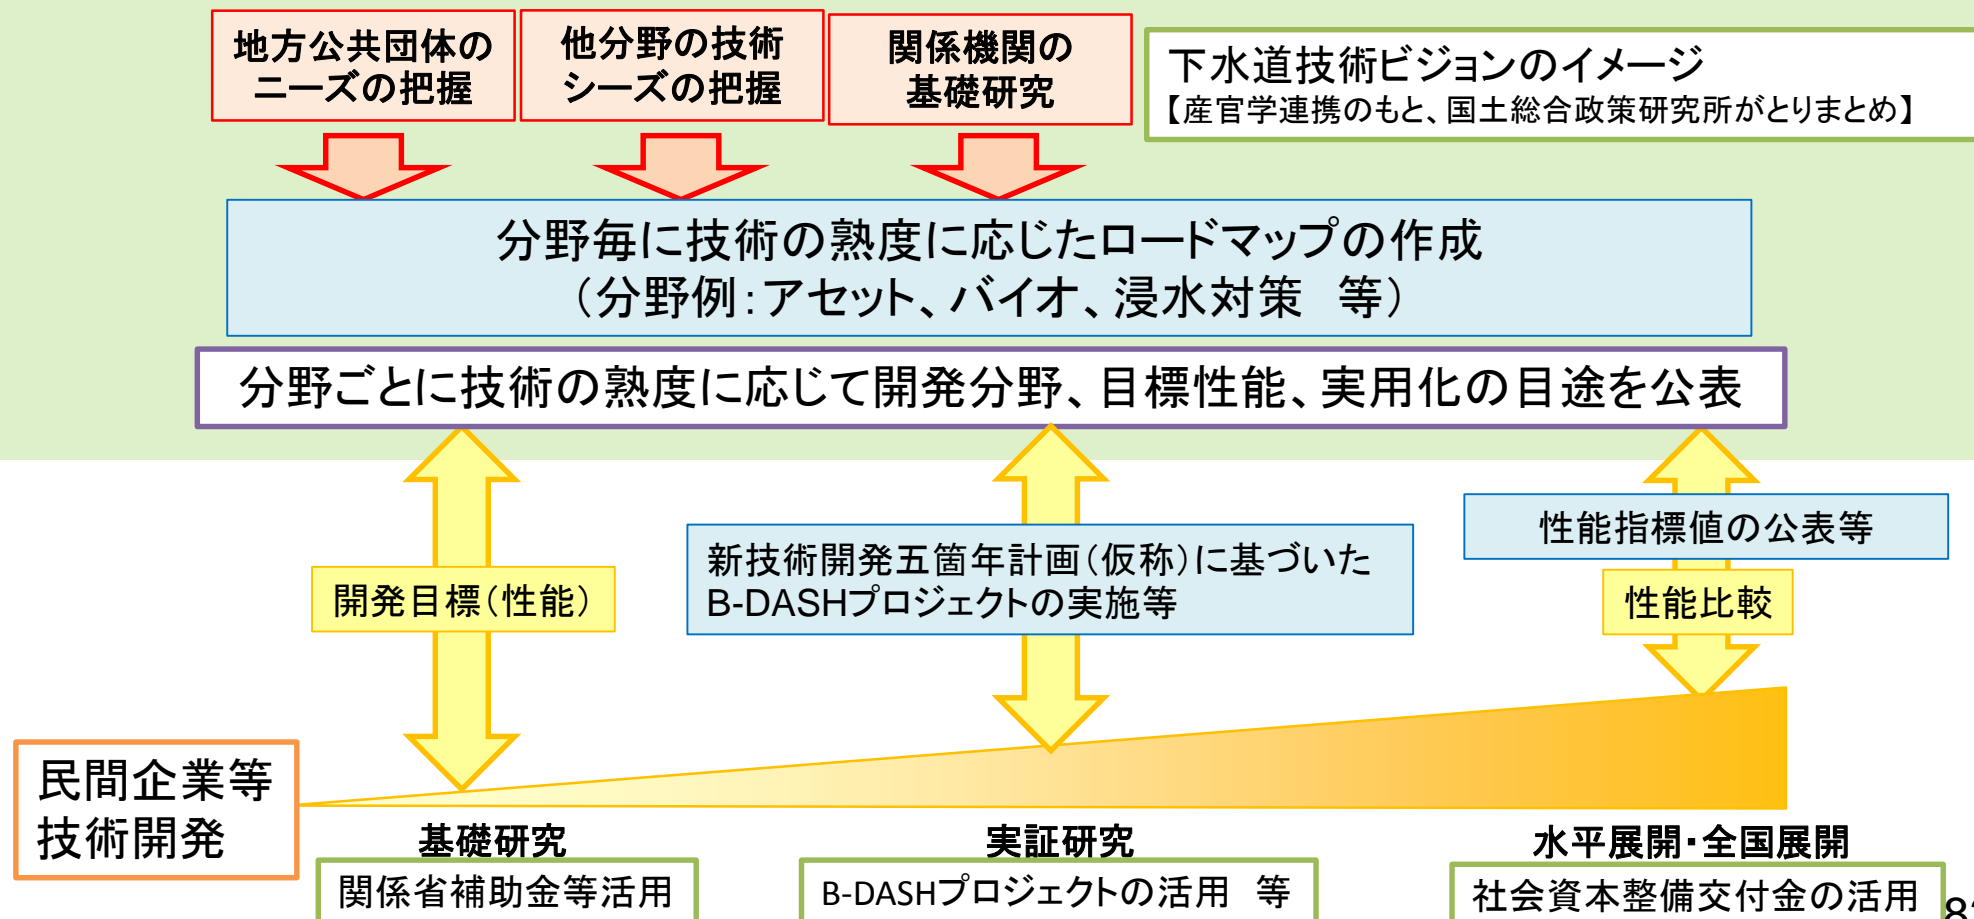 地方公共団体の
ニーズの把握
他分野の技術
シーズの把握
関係機関の
基礎研究
下水道技術ビジョンのイメージ
【産官学連携のもと、国土総合政策研究所がとりまとめ】
分野毎に技術の熟度に応じたロードマップの作成
（分野例：アセット、バイオ、浸水対策　等）
分野ごとに技術の熟度に応じて開発分野、目標性能、実用化の目途を公表
開発目標（性能）
新技術開発五箇年計画（仮称）に基づいた
B-DASHプロジェクトの実施等
性能指標値の公表等
性能比較
民間企業等
技術開発
基礎研究
関係省補助金等活用
実証研究
B-DASHプロジェクトの活用　等
水平展開・全国展開
社会資本整備交付金の活用